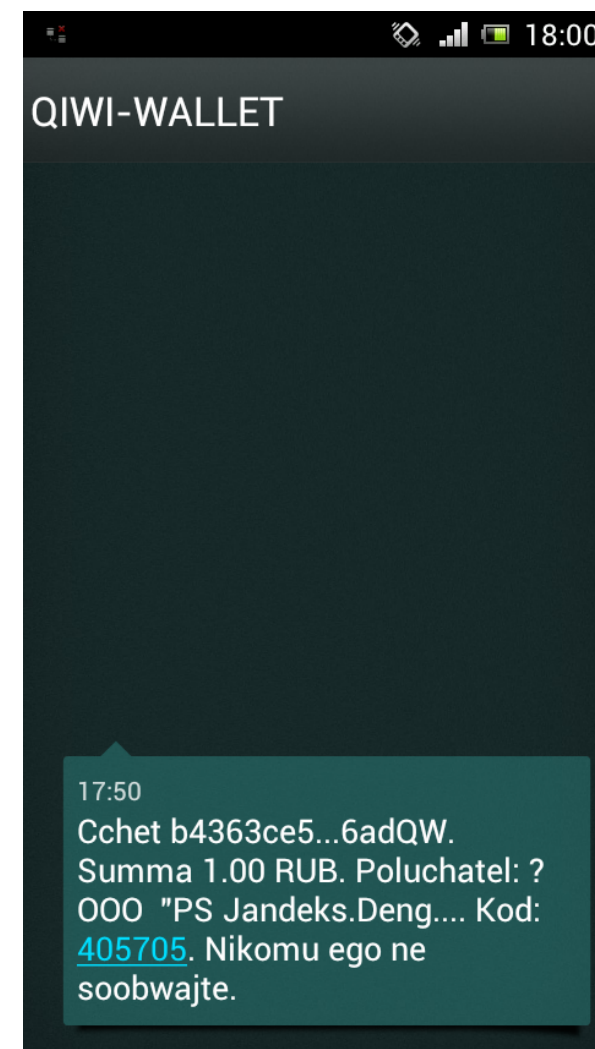 18:00
QIWI-WALLET
17:50
Cchet b4363ce5...6adQW.
Summa 1.00 RUB. Poluchatel: ?
OOO  "PS Jandeks.Deng.... Kod:
405705. Nikomu ego ne
soobwajte.